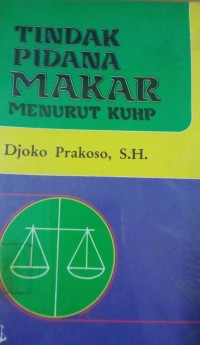 TINDAK
PIDANA
MAKAR
MENURUT KUHP
Djoko Prakoso, S.H.